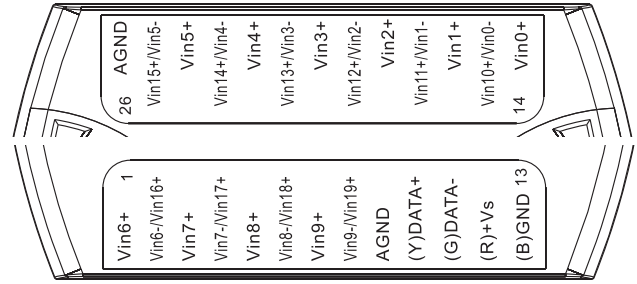 AGND
Vin15+/Vin5-
Vin5+
Vin14+/Vin4-
Vin4+
Vin13+/Vin3-
Vin3+
Vin12+/Vin2-
Vin2+
Vin11+/Vin1-
Vin1+
Vin10+/Vin0-
Vin0+
26
14
1
13
Vin6+
Vin6-/Vin16+
Vin7+
Vin7-/Vin17+
Vin8+
Vin8-/Vin18+
Vin9+
Vin9-/Vin19+
AGND
(Y)DATA+
(G)DATA-
(R)+Vs
(B)GND